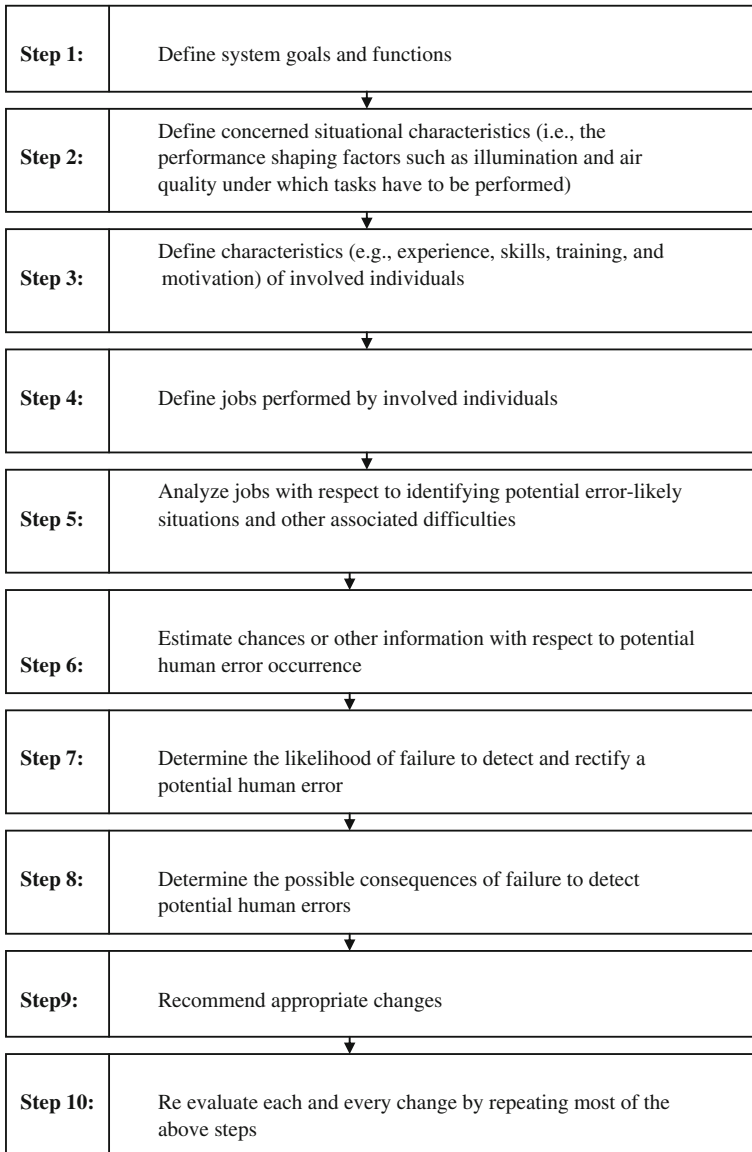 Step 1: Define system goals and functions
Define concerned situational characteristics (i.e., the
Step 2: performance shaping factors such as illumination and air
quality under which tasks have to be performed)
Define characteristics (e.g., experience, skills, training, and
Step 3: motivation) of involved individuals
Step 4: Define jobs performed by involved individuals
Analyze jobs with respect to identifying potential error-likely
Step 5: situations and other associated difficulties
Estimate chances or other information with respect to potential
Step 6: human error occurrence
Step 7: Determine the likelihood of failure to detect and rectify a
potential human error
Step 8: Determine the possible consequences of failure to detect
potential human errors
Step9: Recommend appropriate changes
Step 10: Re evaluate each and every change by repeating most of the
above steps